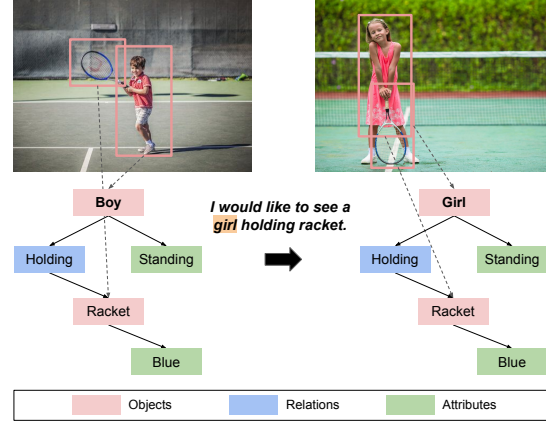 Boy
Holding
Standing
Racket
Blue
I would like to see a
girl holding racket.
Girl
Holding
Standing
Racket
Blue
Objects
Relations
Attributes